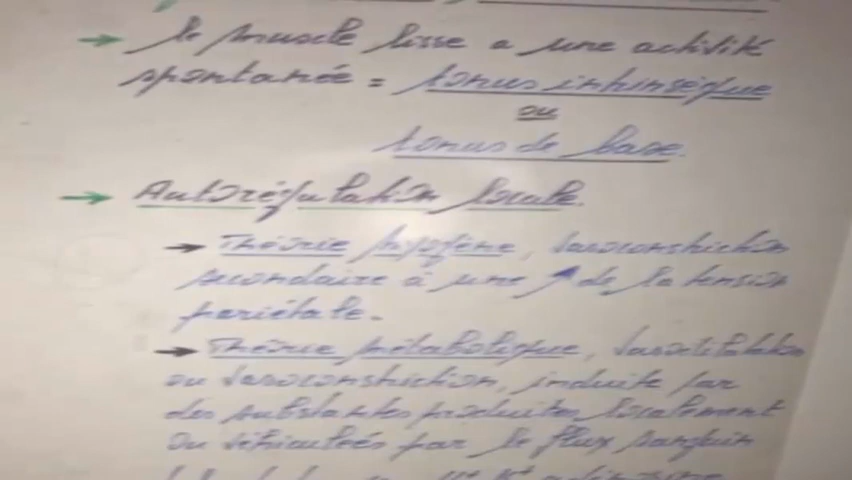 → le muscle lisse a une activité
spontanée = tonus intrinsèque
ou
tonus de base.
→ Autorégulation locale.
→ Théorie myogène, vasoconstriction
secondaire à une ↗ de la tension
pariétale.
→ Théorie métabolique, vasodilatation
ou vasoconstriction, induite par
des substances produites localement
ou véhiculées par le flux sanguin